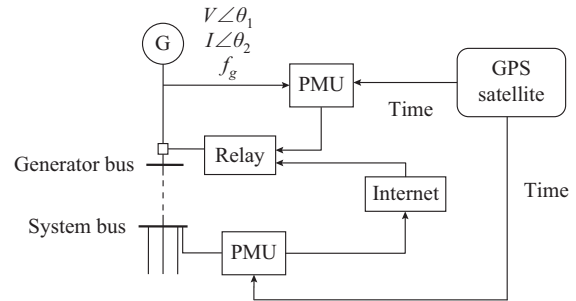 V∠θ1
I∠θ2
fg
G
PMU
GPS
satellite
Time
Relay
Generator bus
Internet
Time
System bus
PMU